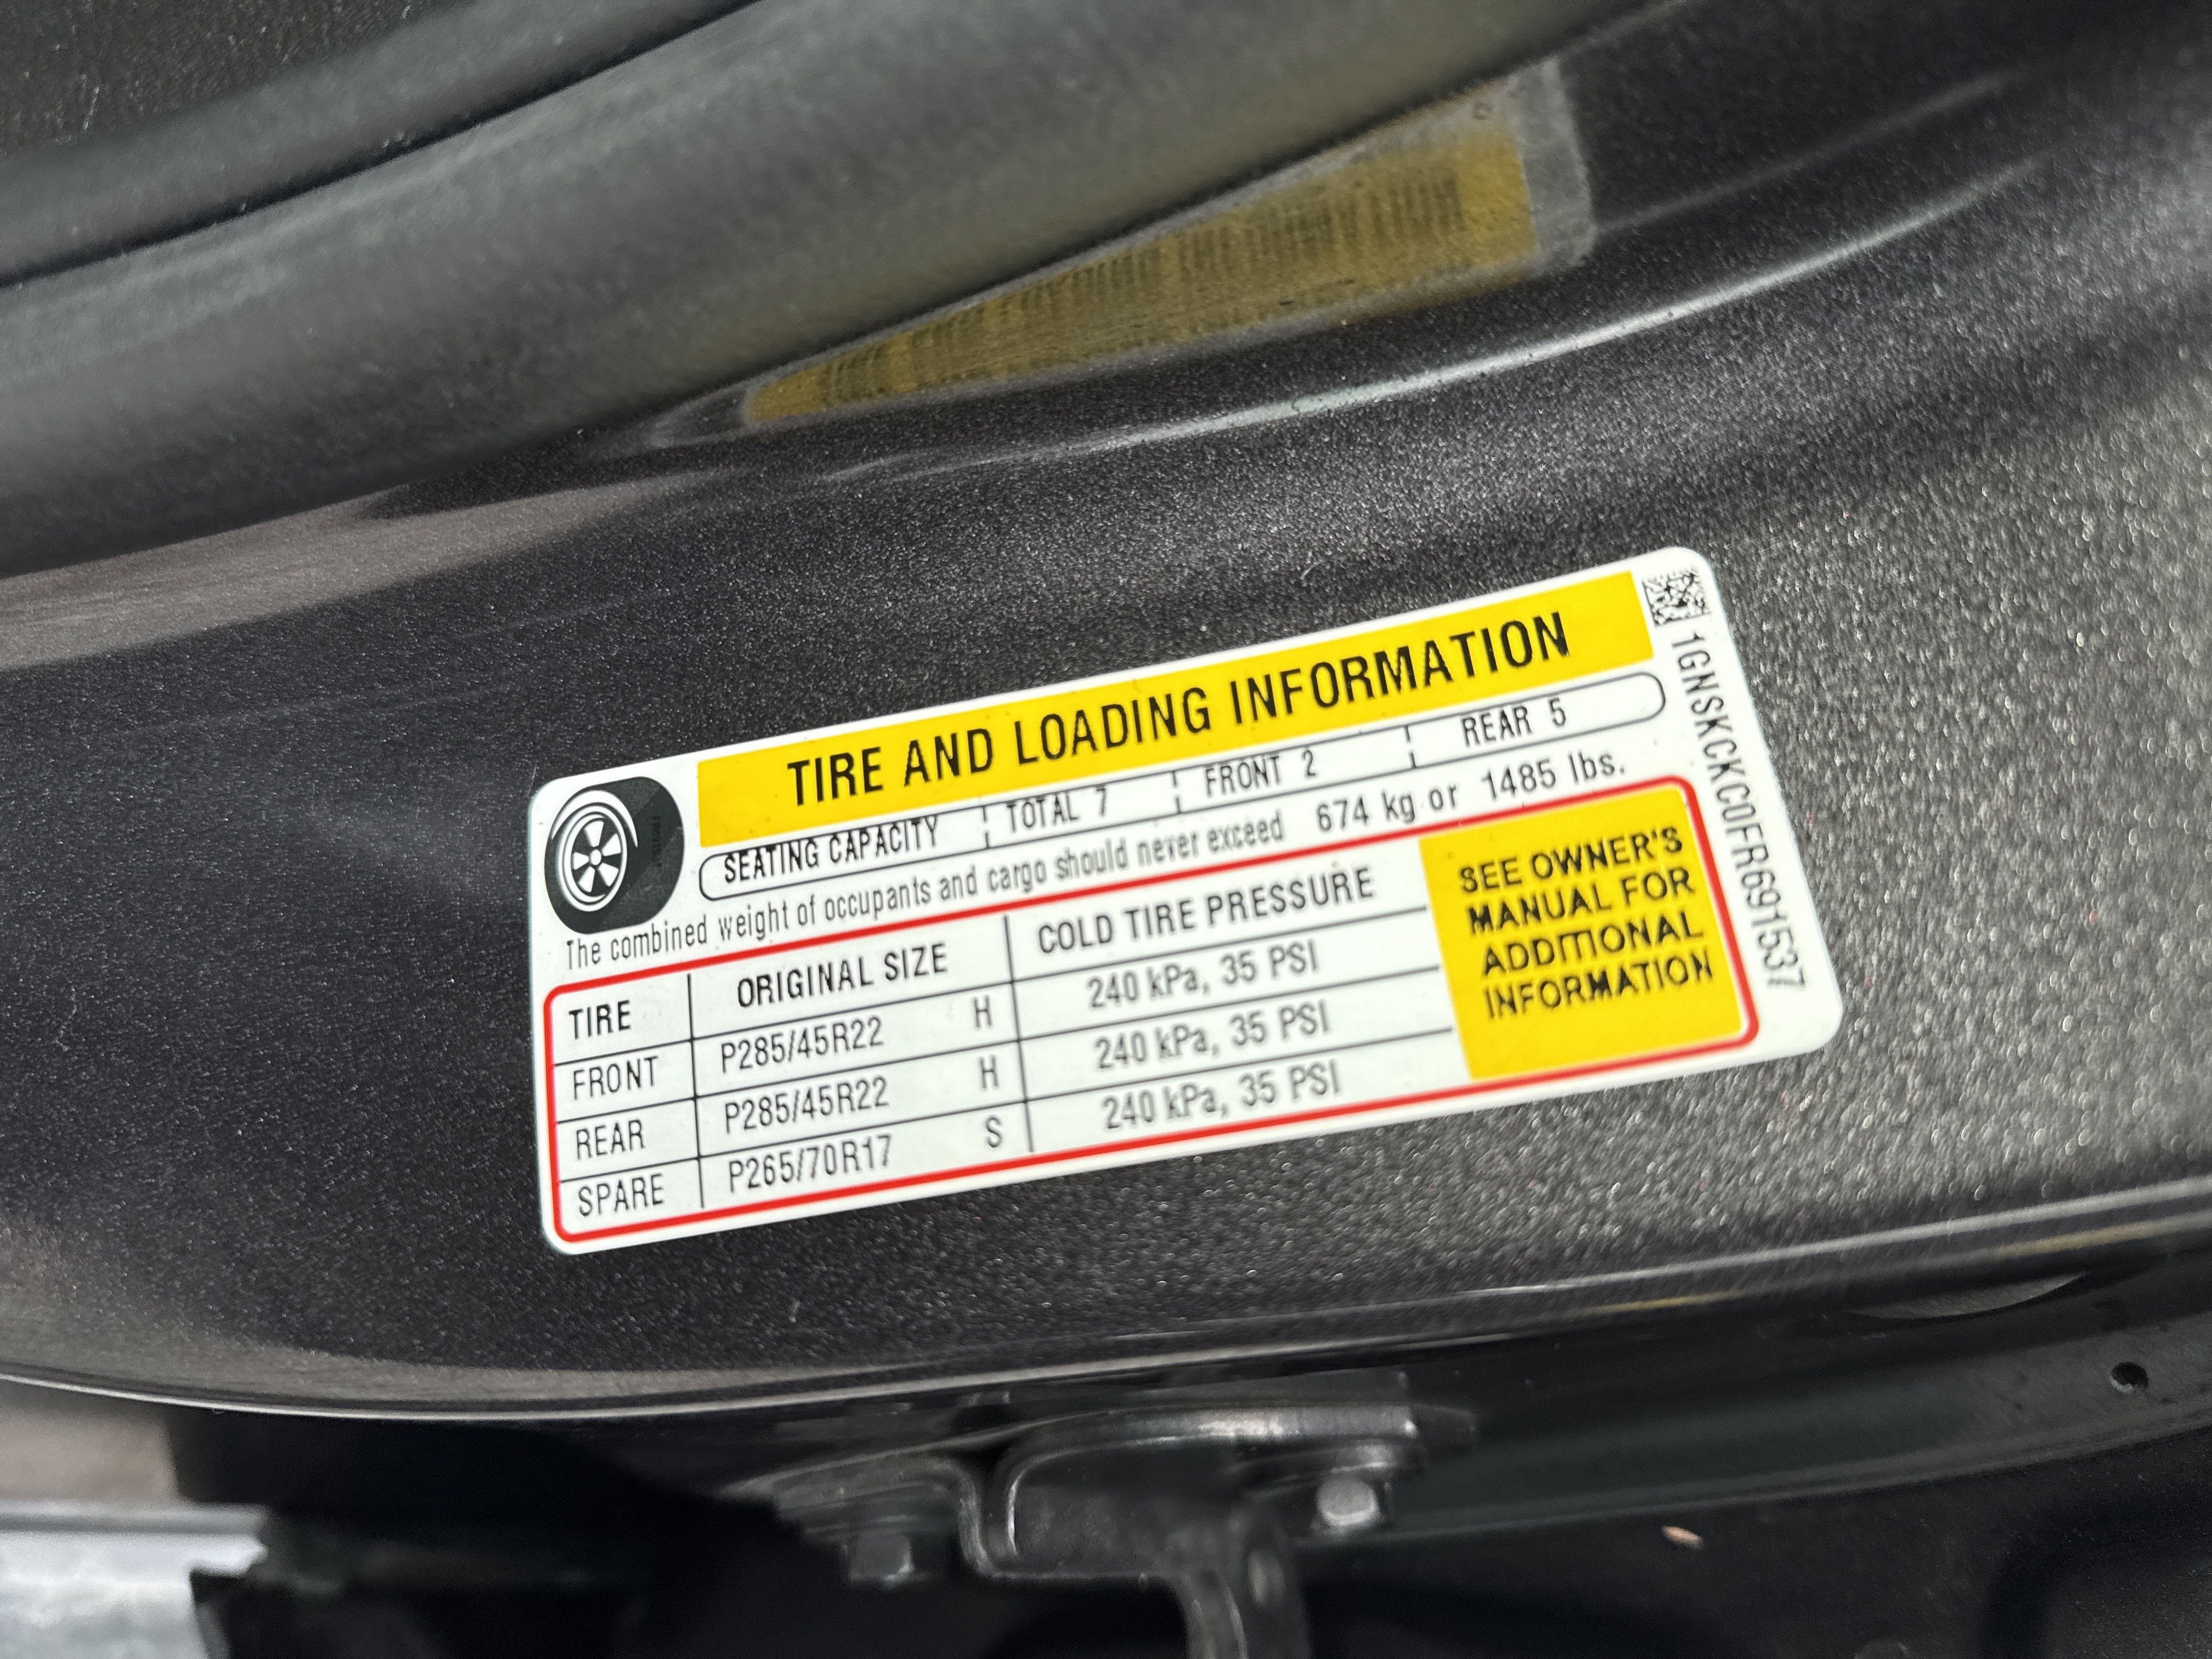 TIRE AND LOADING INFORMATION
SEATING CAPACITY TOTAL 7 FRONT 2 REAR 5
The combined weight of occupants and cargo should never exceed 674 kg or 1485 lbs.
TIRE ORIGINAL SIZE COLD TIRE PRESSURE
FRONT P285/45R22 H 240 kPa, 35 PSI
REAR P285/45R22 H 240 kPa, 35 PSI
SPARE P265/70R17 S 240 kPa, 35 PSI
SEE OWNER'S
MANUAL FOR
ADDITIONAL
INFORMATION
1GNSKCKC0FR691537